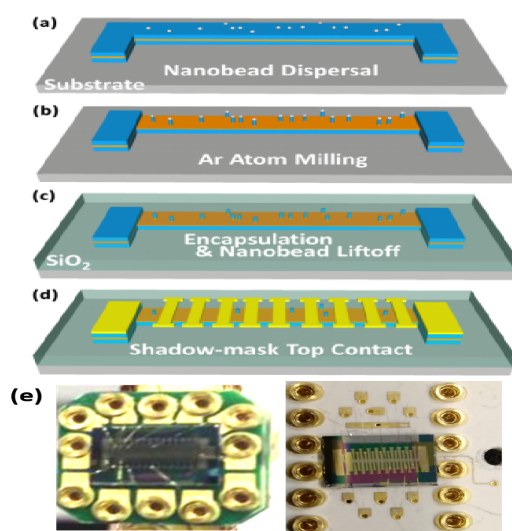 (a)
Nanobead Dispersal
Substrate
(b)
Ar Atom Milling
(c)
Encapsulation
& Nanobead Liftoff
SiO₂
(d)
Shadow-mask Top Contact
(e)